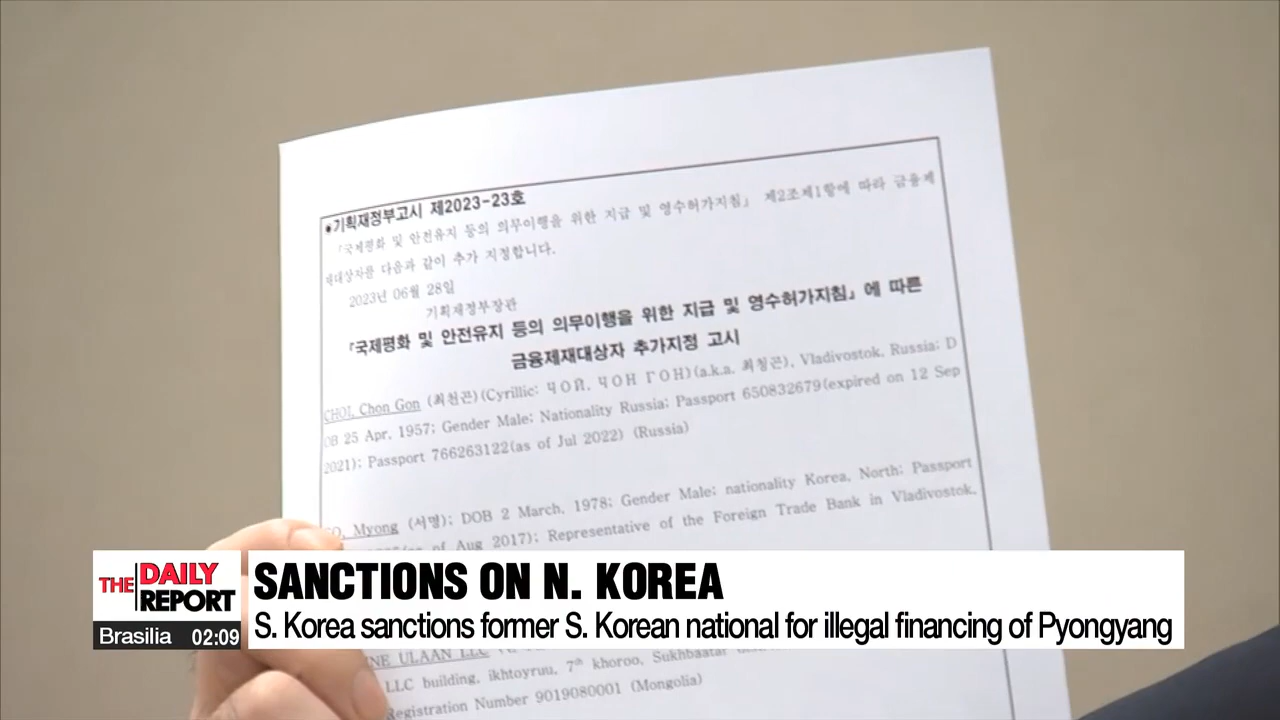 ●기획재정부고시 제2023-23호
「국제평화 및 안전유지 등의 의무이행을 위한 지급 및 영수허가지침」 제2조제1항에 따라 금융제
재대상자를 다음과 같이 추가 지정합니다.
2023년 06월 28일
기획재정부장관
「국제평화 및 안전유지 등의 의무이행을 위한 지급 및 영수허가지침」에 따른
금융제재대상자 추가지정 고시
CHOI, Chon Gon (최천곤)(Cyrillic: ЧОЙ, ЧОН ГОН)(a.k.a. 최청곤), Vladivostok, Russia; D
OB 25 Apr. 1957; Gender Male; Nationality Russia; Passport 650832679(expired on 12 Sep
2021); Passport 766263122(as of Jul 2022) (Russia)
SO, Myong (서명); DOB 2 March, 1978; Gender Male; nationality Korea, North; Passport
of Aug 2017); Representative of the Foreign Trade Bank in Vladivostok,
THE DAILY REPORT
SANCTIONS ON N. KOREA
S. Korea sanctions former S. Korean national for illegal financing of Pyongyang
Brasilia 02:09
NE ULAAN LLC
LLC building, ikhtoyruu, 7th khoroo, Sukhbaatar
Registration Number 9019080001 (Mongolia)